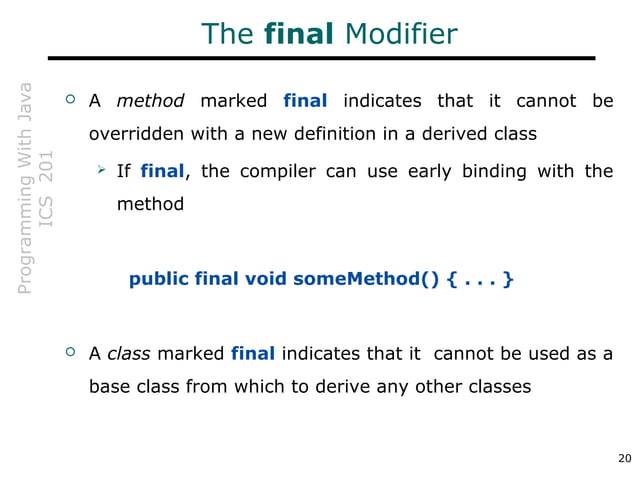 The final Modifier
Programming With Java
ICS 201
A method marked final indicates that it cannot be
overridden with a new definition in a derived class
If final, the compiler can use early binding with the
method
public final void someMethod() { . . . }
A class marked final indicates that it cannot be used as a
base class from which to derive any other classes
20